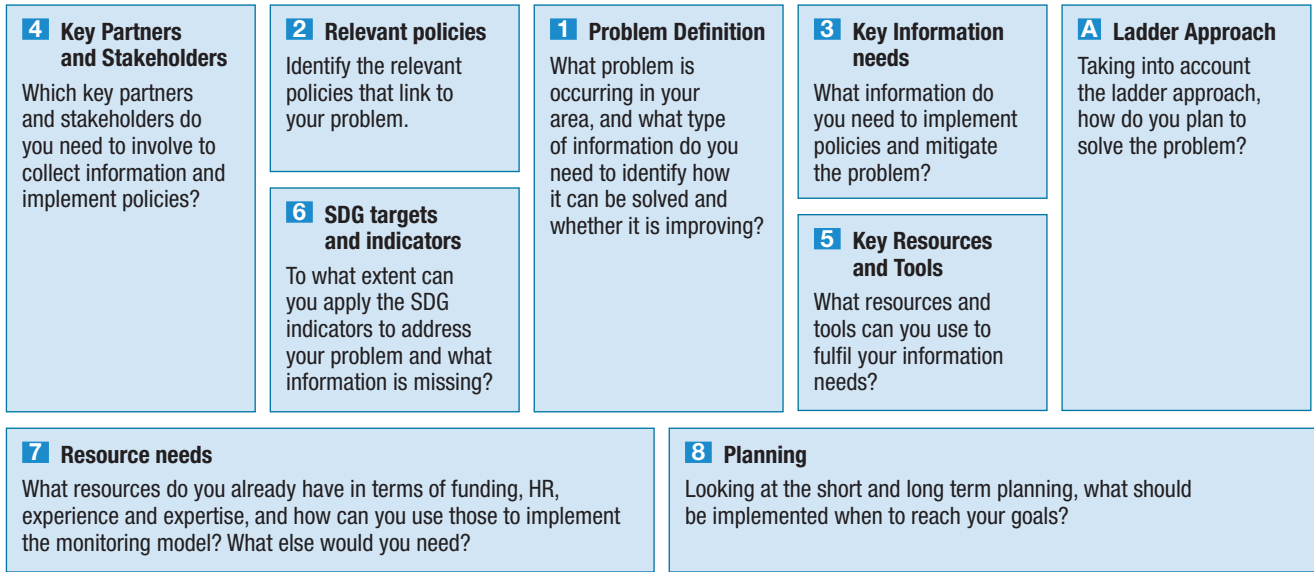 4 Key Partners
and Stakeholders
Which key partners
and stakeholders do
you need to involve to
collect information and
implement policies?
2 Relevant policies
Identify the relevant
policies that link to
your problem.
6 SDG targets
and indicators
To what extent can
you apply the SDG
indicators to address
your problem and what
information is missing?
1 Problem Definition
What problem is
occurring in your
area, and what type
of information do you
need to identify how
it can be solved and
whether it is improving?
3 Key Information
needs
What information do
you need to implement
policies and mitigate
the problem?
5 Key Resources
and Tools
What resources and
tools can you use to
fulfil your information
needs?
A Ladder Approach
Taking into account
the ladder approach,
how do you plan to
solve the problem?
7 Resource needs
What resources do you already have in terms of funding, HR,
experience and expertise, and how can you use those to implement
the monitoring model? What else would you need?
8 Planning
Looking at the short and long term planning, what should
be implemented when to reach your goals?